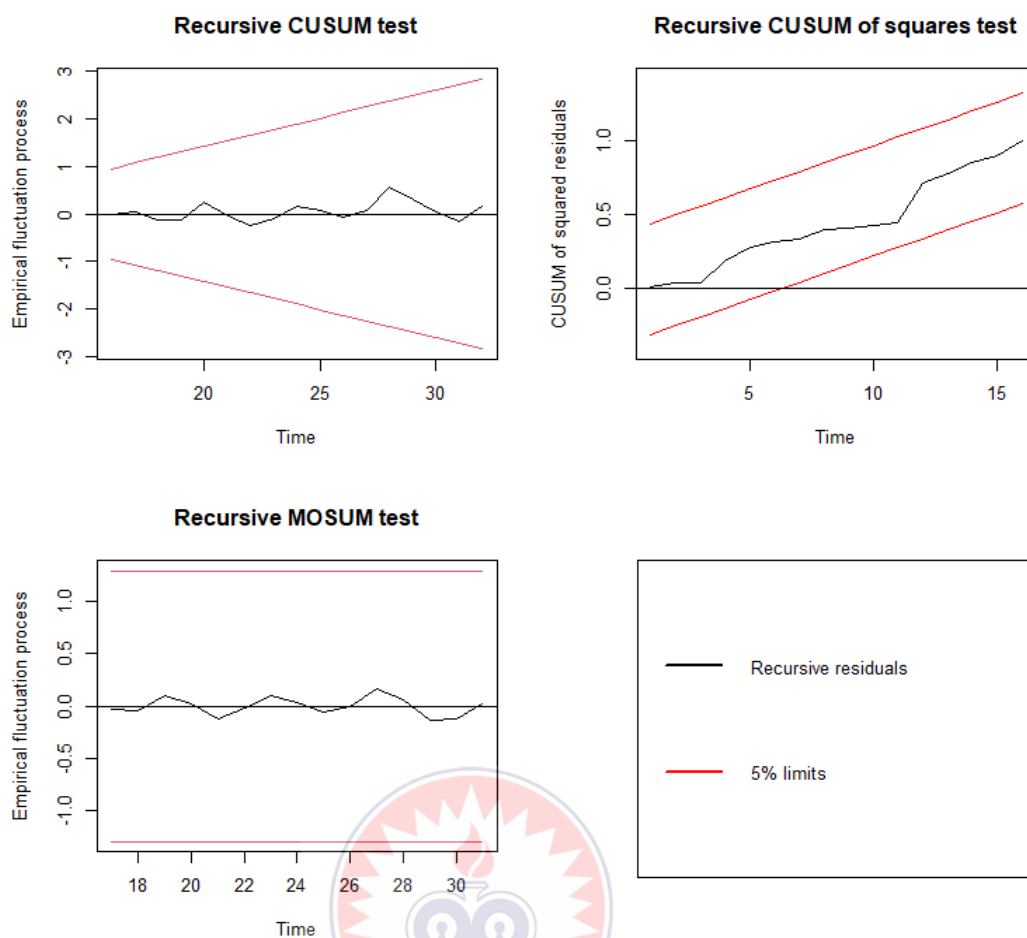 Recursive CUSUM test
Empirical fluctuation process
3
2
1
0
-1
-2
-3
20 25 30
Time
Recursive CUSUM of squares test
CUSUM of squared residuals
1.0
0.5
0.0
5 10 15
Time
Recursive MOSUM test
Empirical fluctuation process
1.0
0.5
0.0
-0.5
-1.0
18 20 22 24 26 28 30
Time
Recursive residuals
5% limits